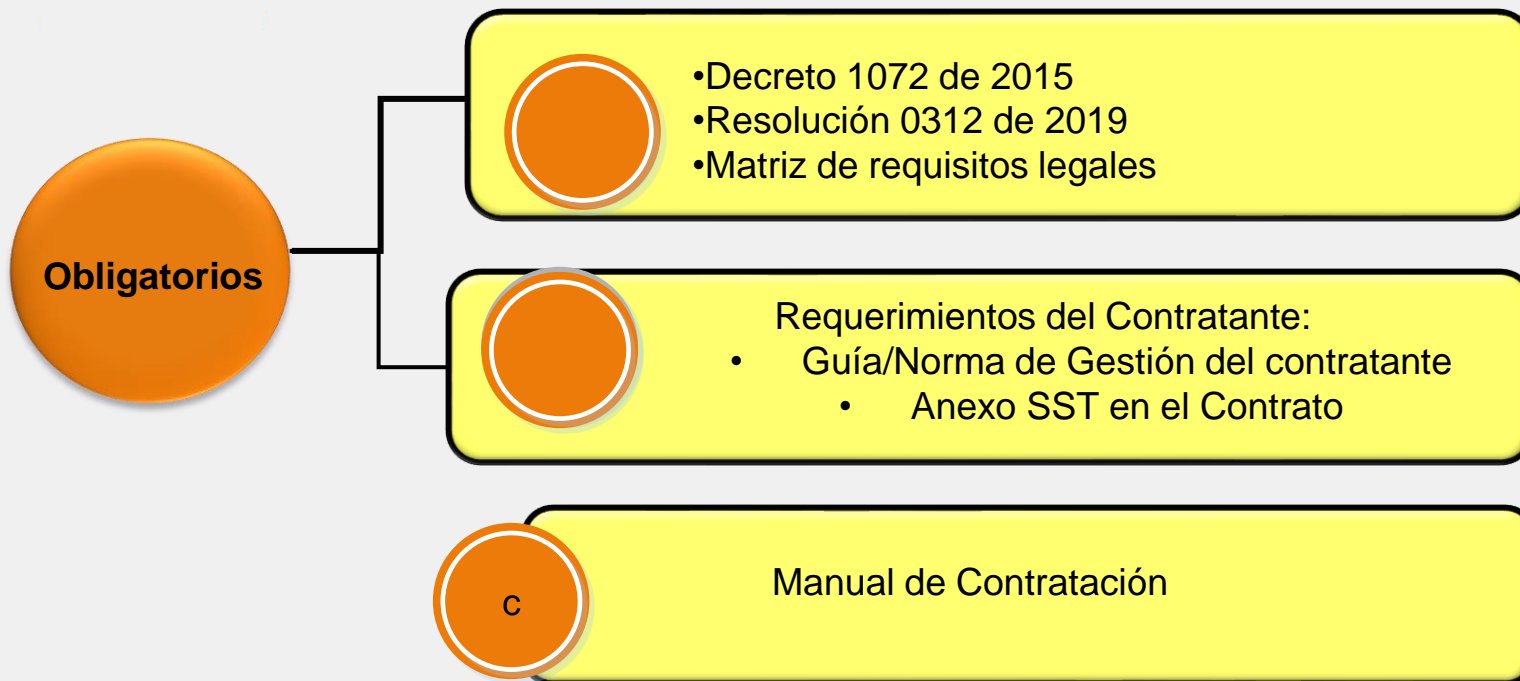 Obligatorios
•Decreto 1072 de 2015
•Resolución 0312 de 2019
•Matriz de requisitos legales
Requerimientos del Contratante:
• Guía/Norma de Gestión del contratante
• Anexo SST en el Contrato
c
Manual de Contratación